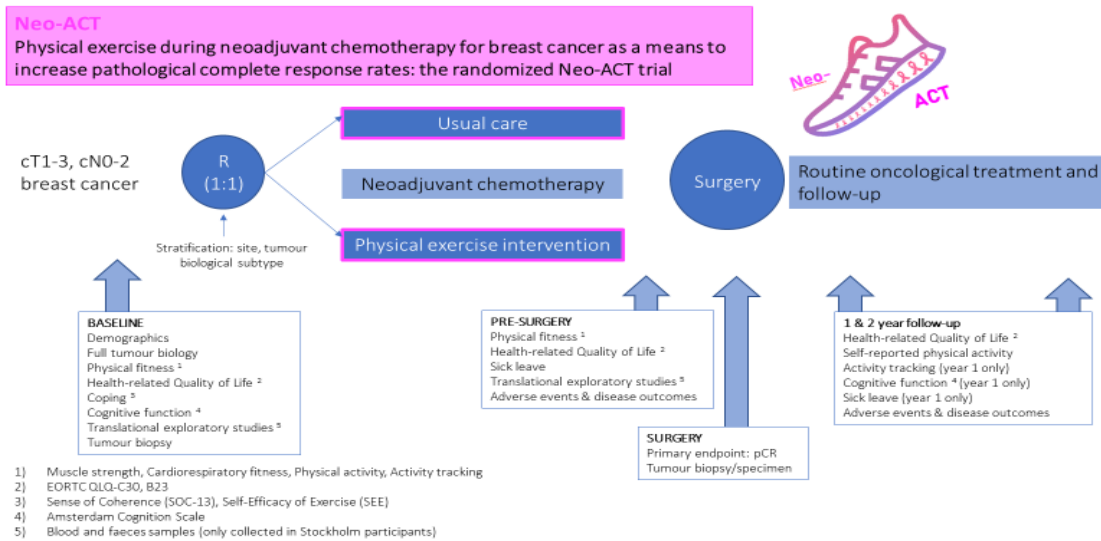 Neo-ACT
Physical exercise during neoadjuvant chemotherapy for breast cancer as a means to
increase pathological complete response rates: the randomized Neo-ACT trial
Neo-
ACT
Usual care
cT1-3, cN0-2
breast cancer
R
(1:1)
Neoadjuvant chemotherapy
Surgery
Routine oncological treatment and
follow-up
Physical exercise intervention
Stratification: site, tumour
biological subtype
BASELINE
Demographics
Full tumour biology
Physical fitness ¹
Health-related Quality of Life ²
Coping ³
Cognitive function ⁴
Translational exploratory studies ⁵
Tumour biopsy
PRE-SURGERY
Physical fitness ¹
Health-related Quality of Life ²
Sick leave
Translational exploratory studies ⁵
Adverse events & disease outcomes
SURGERY
Primary endpoint: pCR
Tumour biopsy/specimen
1 & 2 year follow-up
Health-related Quality of Life ²
Self-reported physical activity
Activity tracking (year 1 only)
Cognitive function ⁴ (year 1 only)
Sick leave (year 1 only)
Adverse events & disease outcomes
1) Muscle strength, Cardiorespiratory fitness, Physical activity, Activity tracking
2) EORTC QLQ-C30, B23
3) Sense of Coherence (SOC-13), Self-Efficacy of Exercise (SEE)
4) Amsterdam Cognition Scale
5) Blood and faeces samples (only collected in Stockholm participants)